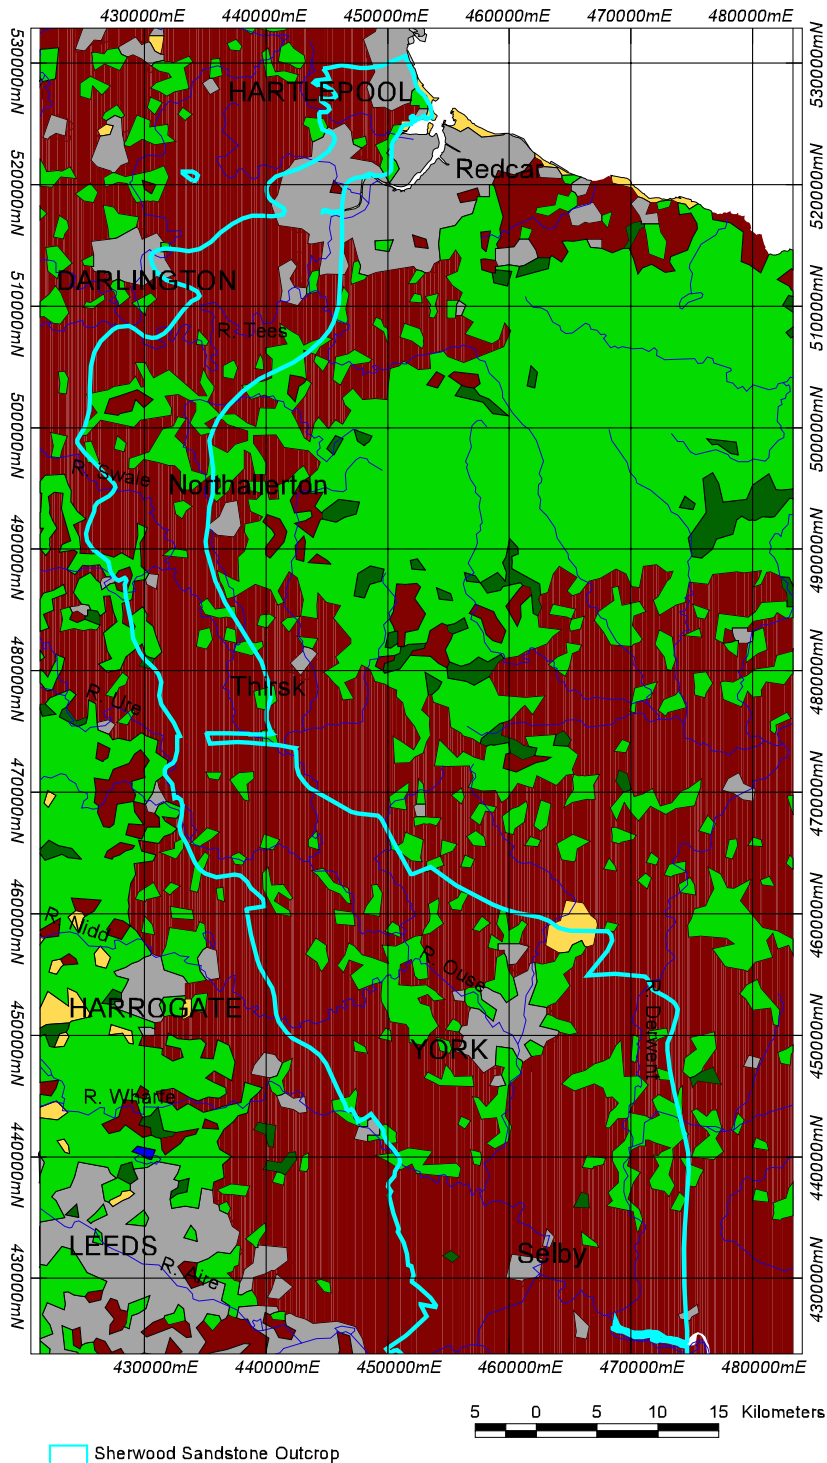 430000mE 440000mE 450000mE 460000mE 470000mE 480000mE
530000mN 530000mN
HARTLEPOOL
Redcar
520000mN 520000mN
DARLINGTON
510000mN 510000mN
R. Tees
500000mN 500000mN
R. Swale
Northallerton
490000mN 490000mN
480000mN 480000mN
Thirsk
R. Ure
470000mN 470000mN
460000mN 460000mN
R. Nidd
R. Ouse
HARROGATE
R. Derwent
450000mN 450000mN
YORK
R. Wharfe
440000mN 440000mN
LEEDS
Selby
R. Aire
430000mN 430000mN
430000mE 440000mE 450000mE 460000mE 470000mE 480000mE
5 0 5 10 15 Kilometers
Sherwood Sandstone Outcrop